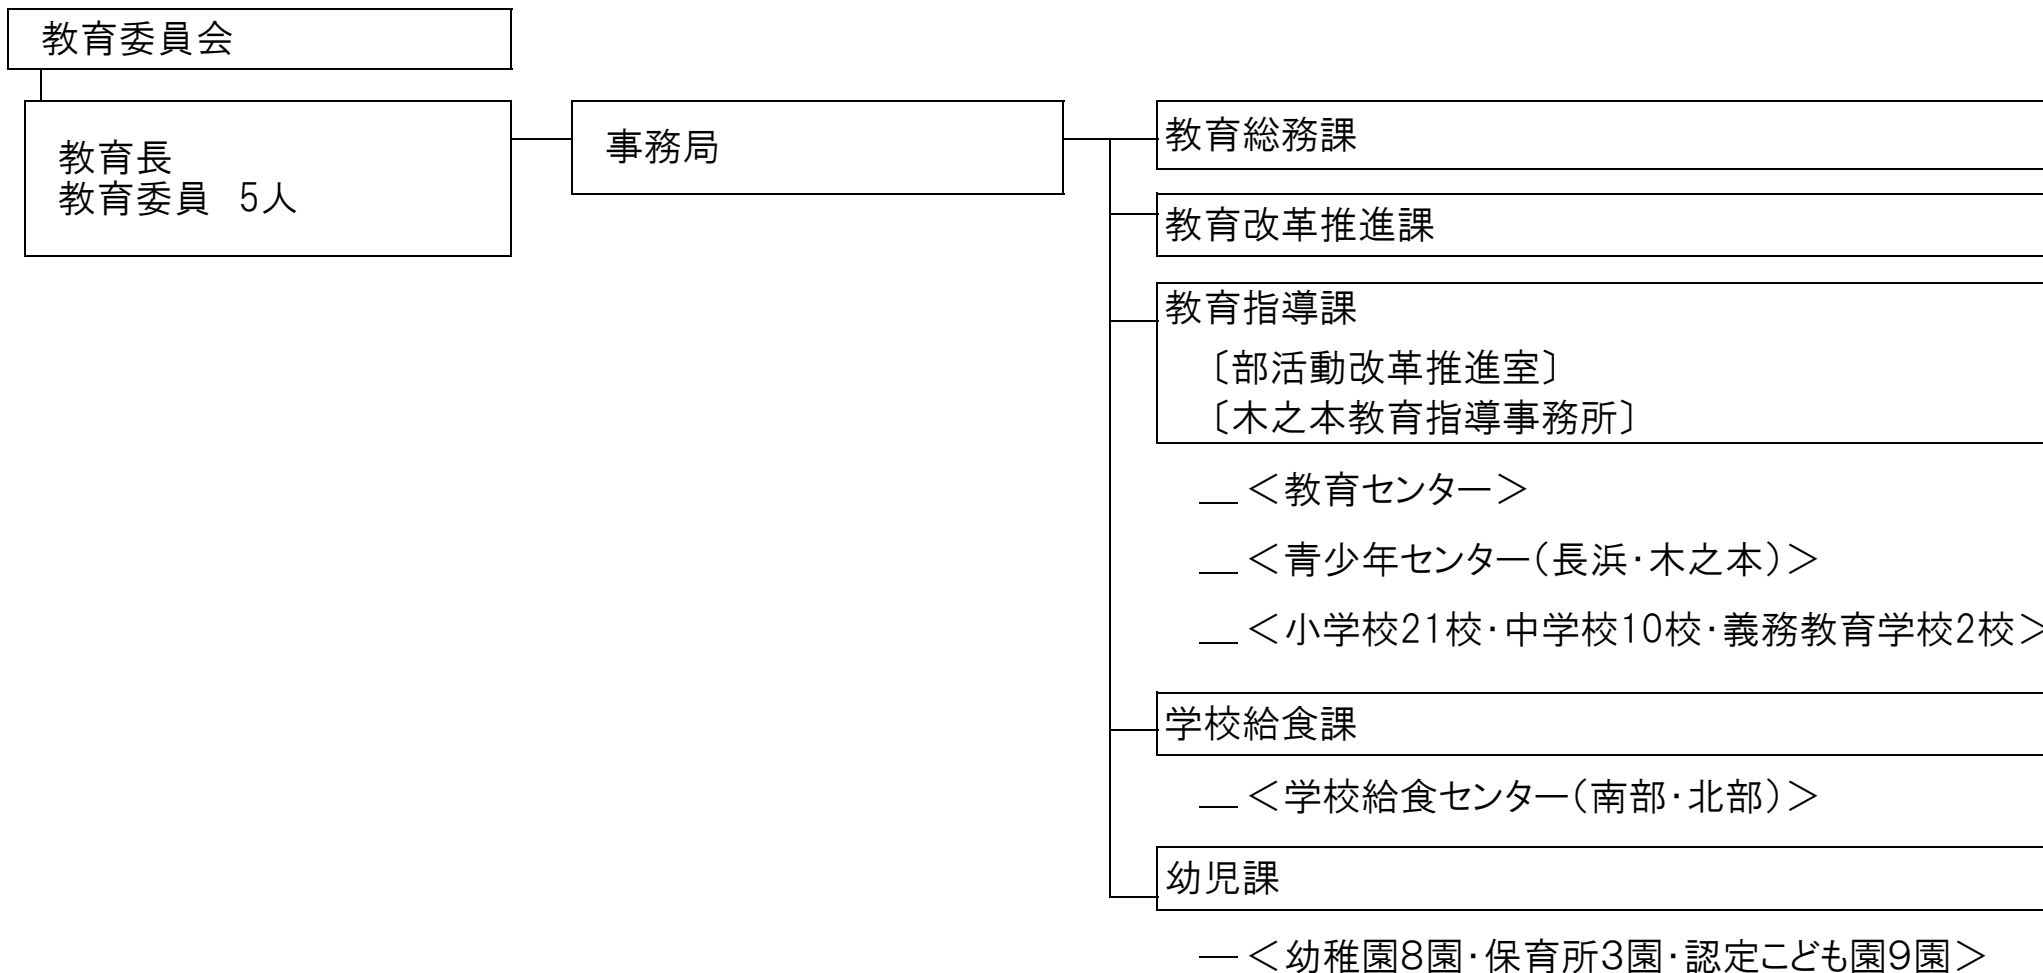 教育委員会
教育長
教育委員　5人
事務局
教育総務課
教育改革推進課
教育指導課
〔部活動改革推進室〕
〔木之本教育指導事務所〕
＜教育センター＞
＜青少年センター（長浜・木之本）＞
＜小学校21校・中学校10校・義務教育学校2校＞
学校給食課
＜学校給食センター（南部・北部）＞
幼児課
＜幼稚園8園・保育所3園・認定こども園9園＞